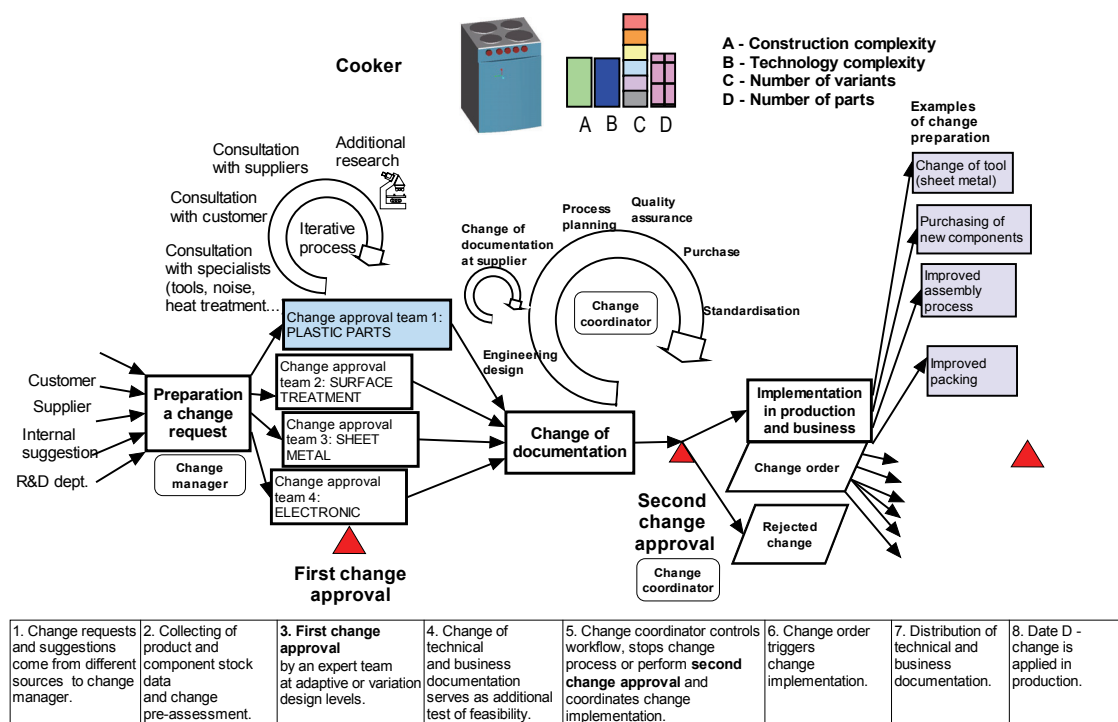 Cooker
A B C D
A - Construction complexity
B - Technology complexity
C - Number of variants
D - Number of parts
Examples
of change
preparation
Change of tool
(sheet metal)
Purchasing of
new components
Improved
assembly
process
Improved
packing
Consultation
with suppliers
Additional
research
Consultation
with customer
Iterative
process
Consultation
with specialists
(tools, noise,
heat treatment...
Change of
documentation
at supplier
Process
planning
Quality
assurance
Purchase
Standardisation
Change
coordinator
Engineering
design
Customer
Supplier
Internal
suggestion
R&D dept.
Preparation
a change
request
Change
manager
Change approval team 1:
PLASTIC PARTS
Change approval
team 2: SURFACE
TREATMENT
Change approval
team 3: SHEET
METAL
Change approval
team 4:
ELECTRONIC
First change
approval
Change of
documentation
Second
change
approval
Change
coordinator
Implementation
in production
and business
Change order
Rejected
change
1. Change requests
and suggestions
come from different
sources to change
manager.
2. Collecting of
product and
component stock
data
and change
pre-assessment.
3. First change
approval
by an expert team
at adaptive or variation
design levels.
4. Change of
technical
and business
documentation
serves as additional
test of feasibility.
5. Change coordinator controls
workflow, stops change
process or perform second
change approval and
coordinates change
implementation.
6. Change order
triggers
change
implementation.
7. Distribution of
technical and
business
documentation.
8. Date D -
change is
applied in
production.